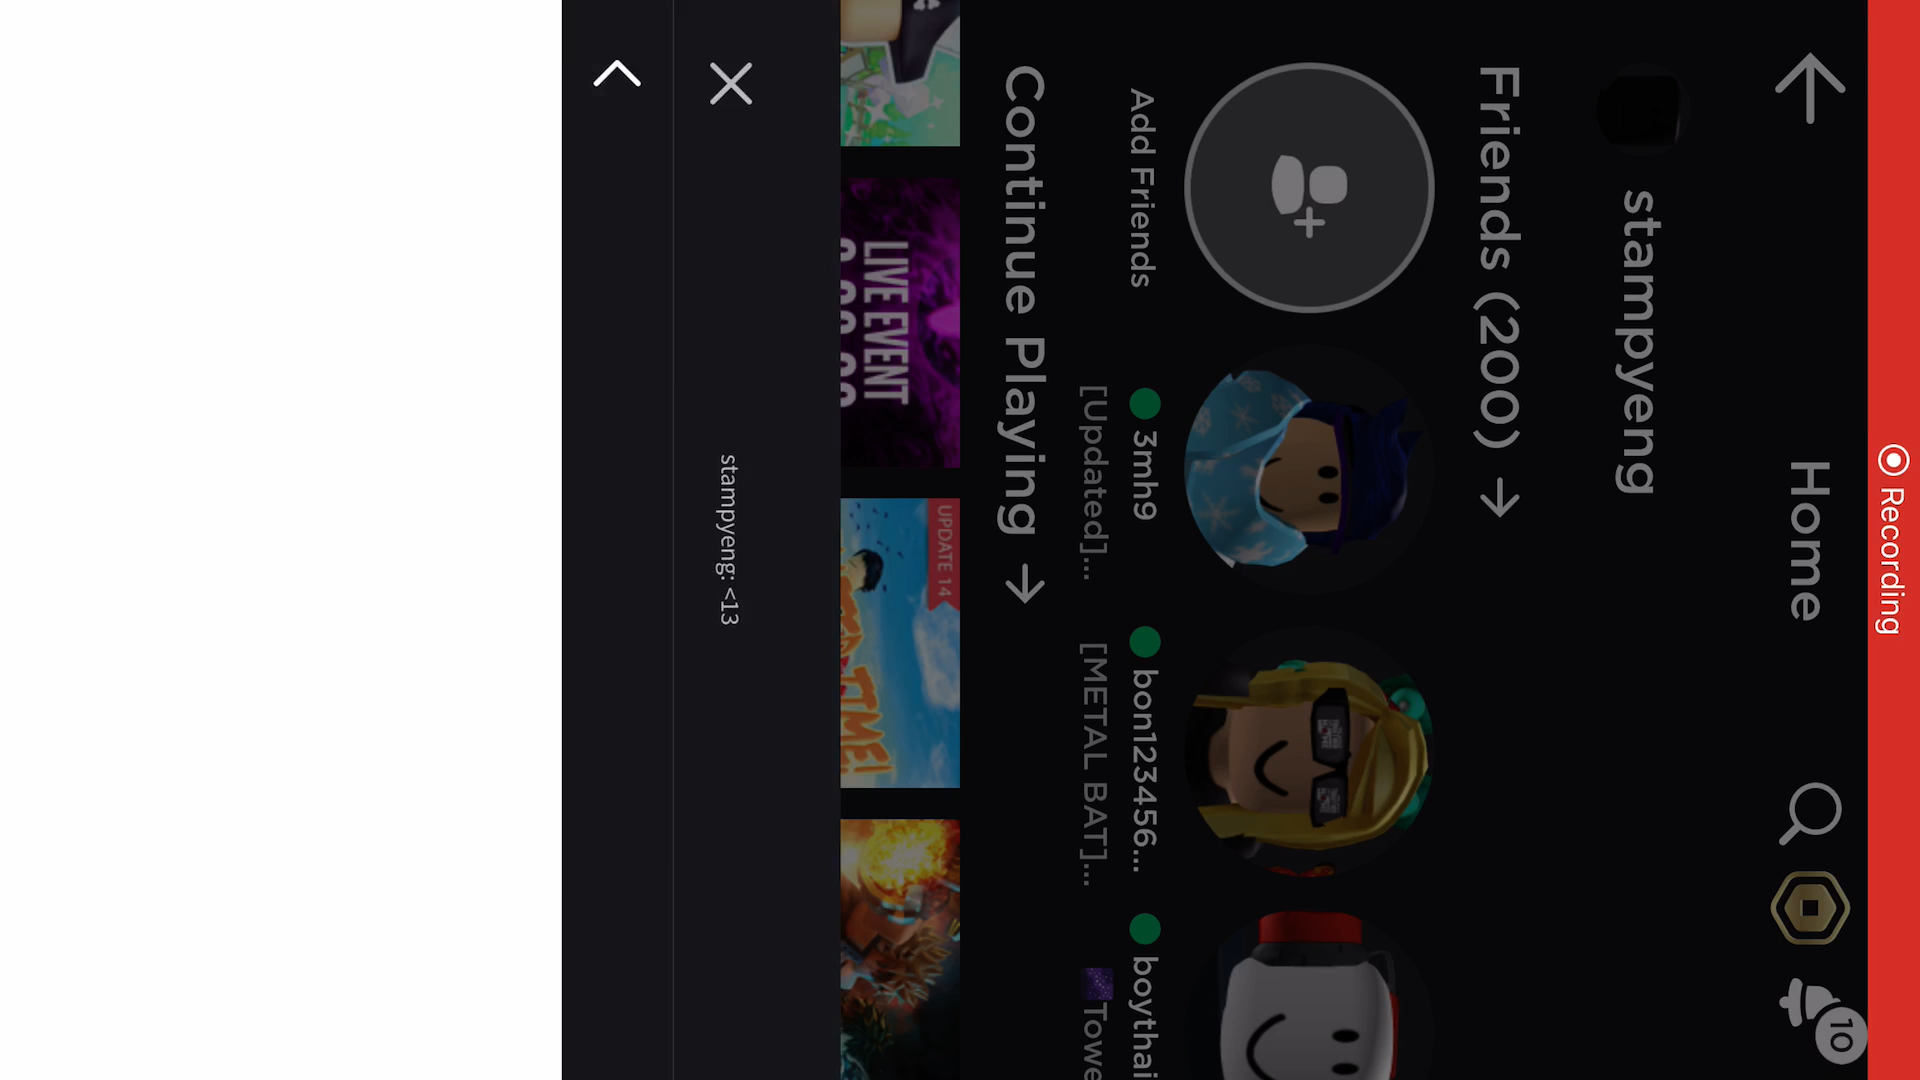 Recording
Home
10
stampyeng
Friends (200)
Add Friends
3mh9
[Updated]...
bon123456...
[METAL BAT]...
boythai
Towe
Continue Playing
LIVE EVENT
UPDATE 14
stampyeng: <13